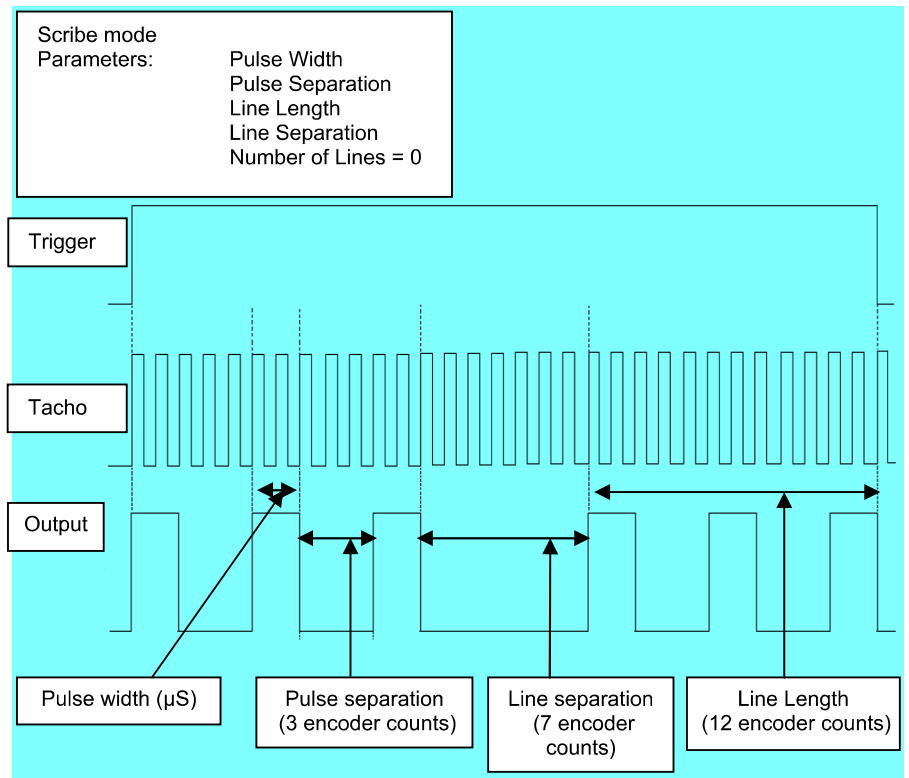 Scribe mode
Parameters: Pulse Width
Pulse Separation
Line Length
Line Separation
Number of Lines = 0
Trigger
Tacho
Output
Pulse width (µS)
Pulse separation
(3 encoder counts)
Line separation
(7 encoder
counts)
Line Length
(12 encoder counts)